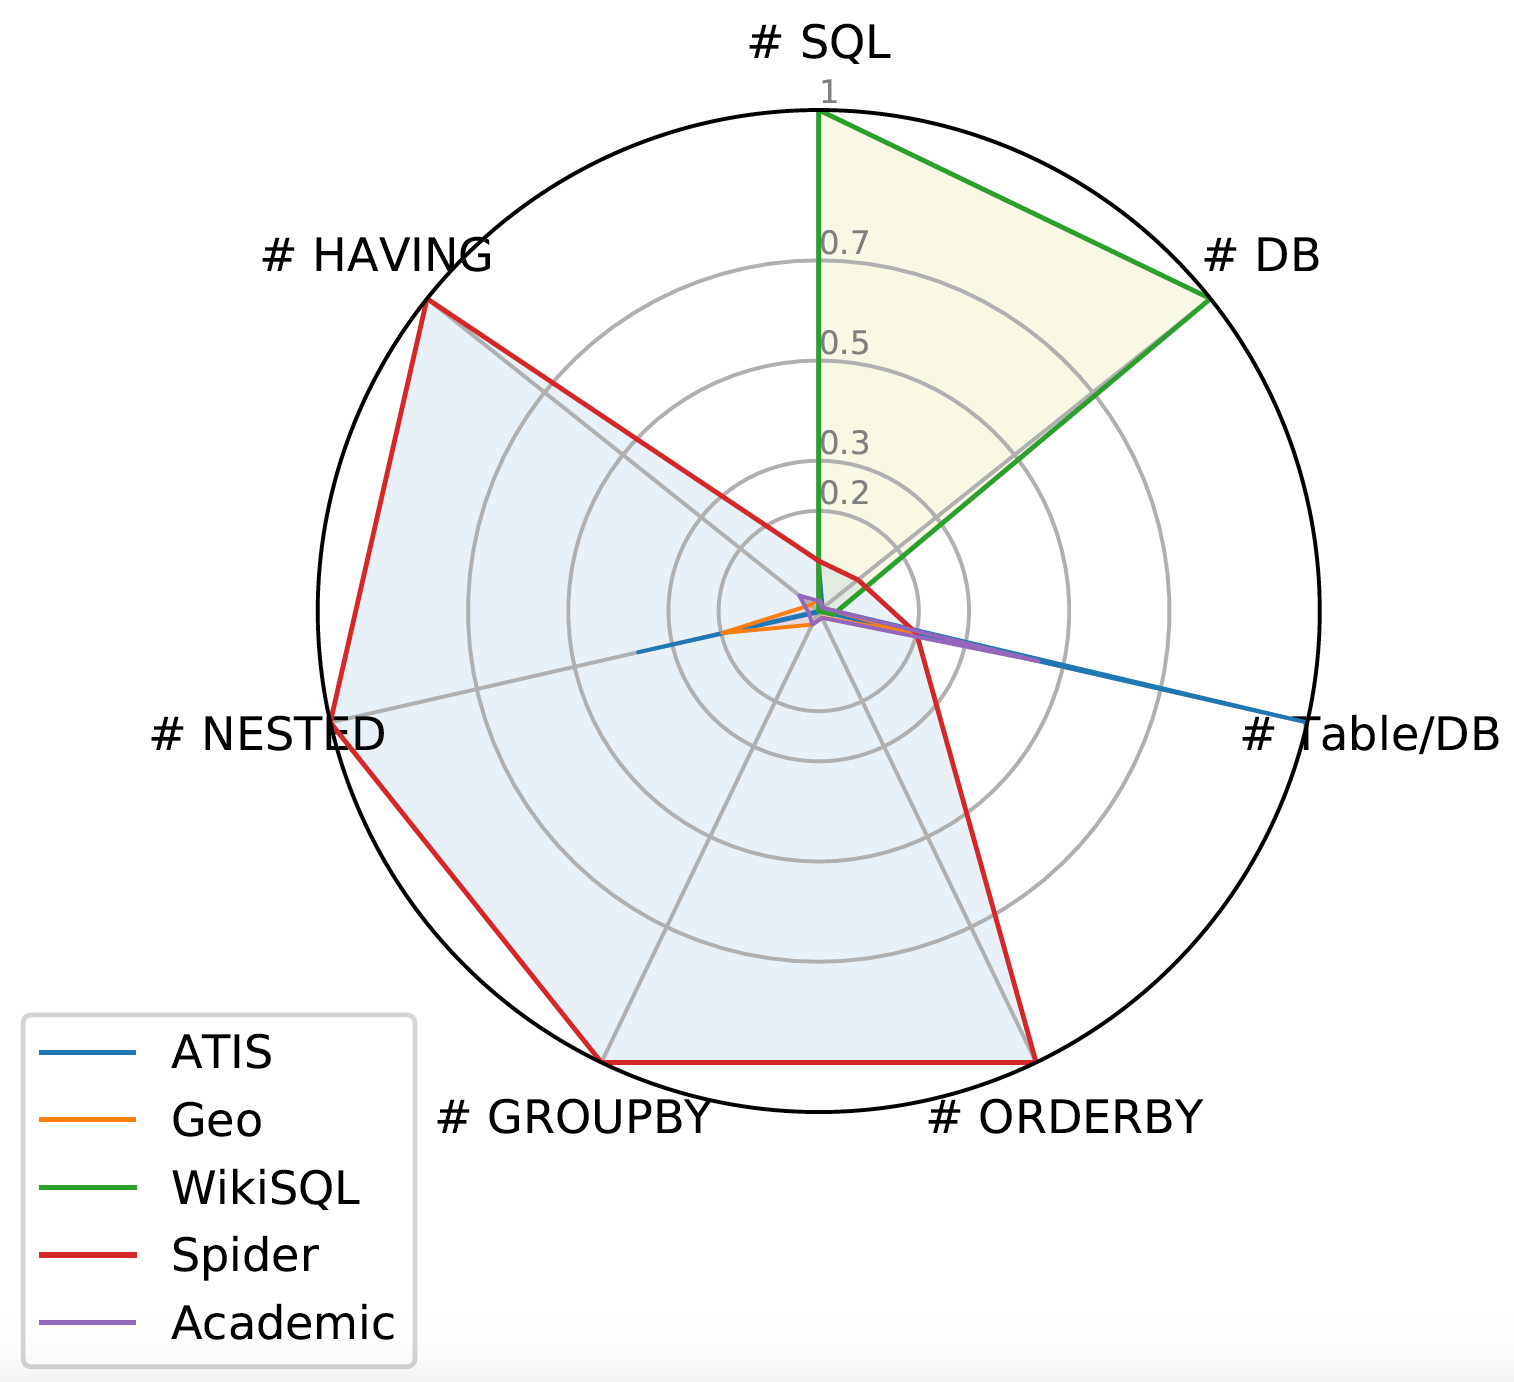 # SQL
1
# HAVING
0.7
# DB
0.5
0.3
0.2
# NESTED
# Table/DB
# GROUPBY
# ORDERBY
ATIS
Geo
WikiSQL
Spider
Academic